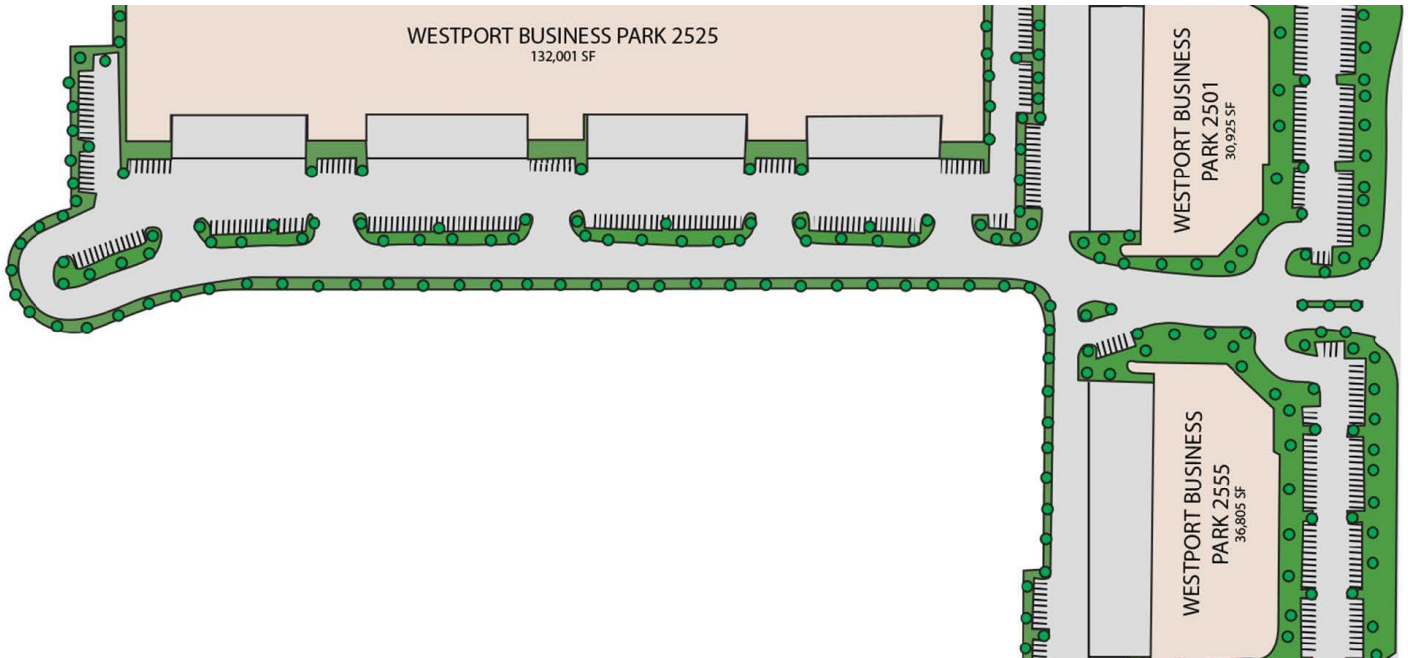 WESTPORT BUSINESS PARK 2525
132,001 SF
WESTPORT BUSINESS
PARK 2501
30,925 SF
WESTPORT BUSINESS
PARK 2555
36,805 SF